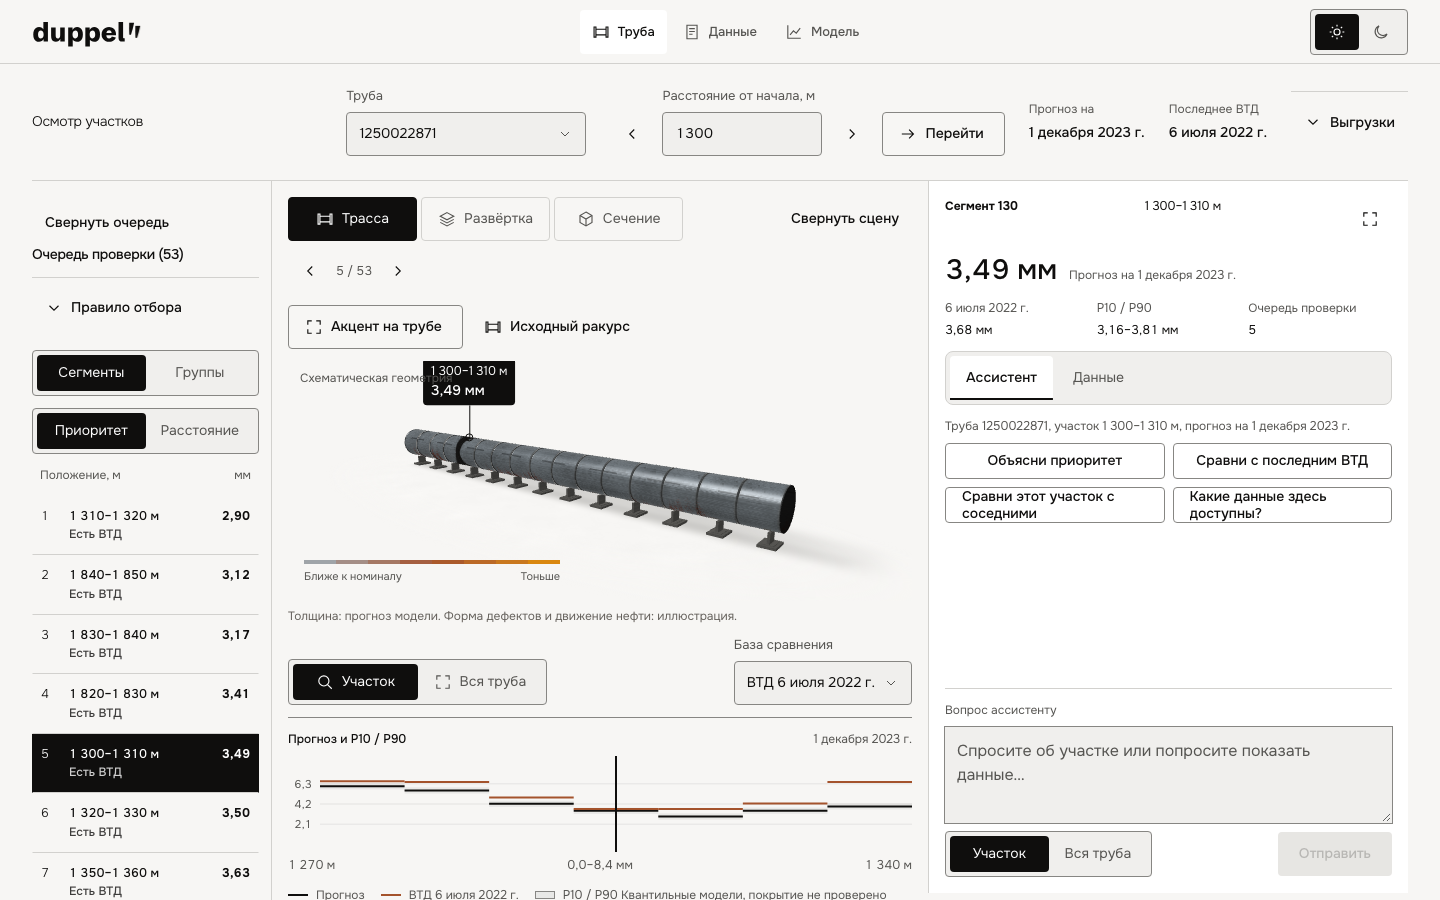 duppel
Труба
Данные
Модель
Осмотр участков
Труба
1250022871
Расстояние от начала, м
1 300
Перейти
Прогноз на
1 декабря 2023 г.
Последнее ВТД
6 июля 2022 г.
Выгрузки
Свернуть очередь
Очередь проверки (53)
Правило отбора
Сегменты
Группы
Приоритет
Расстояние
Положение, м
мм
1
1 310–1 320 м
2,90
Есть ВТД
2
1 840–1 850 м
3,12
Есть ВТД
3
1 830–1 840 м
3,17
Есть ВТД
4
1 820–1 830 м
3,41
Есть ВТД
5
1 300–1 310 м
3,49
Есть ВТД
6
1 320–1 330 м
3,50
Есть ВТД
7
1 350–1 360 м
3,63
Есть ВТД
Трасса
Развёртка
Сечение
Свернуть сцену
5 / 53
Акцент на трубе
Исходный ракурс
Схематическая геометрия
1 300–1 310 м
3,49 мм
Ближе к номиналу
Тоньше
Толщина: прогноз модели. Форма дефектов и движение нефти: иллюстрация.
Участок
Вся труба
База сравнения
ВТД 6 июля 2022 г.
Прогноз и P10 / P90
1 декабря 2023 г.
6,3
4,2
2,1
1 270 м
0,0–8,4 мм
1 340 м
Прогноз
ВТД 6 июля 2022 г.
P10 / P90 Квантильные модели, покрытие не проверено
Сегмент 130
1 300–1 310 м
3,49 мм
Прогноз на 1 декабря 2023 г.
6 июля 2022 г.
P10 / P90
Очередь проверки
3,68 мм
3,16–3,81 мм
5
Ассистент
Данные
Труба 1250022871, участок 1 300–1 310 м, прогноз на 1 декабря 2023 г.
Объясни приоритет
Сравни с последним ВТД
Сравни этот участок с
соседними
Какие данные здесь
доступны?
Вопрос ассистенту
Спросите об участке или попросите показать
данные...
Участок
Вся труба
Отправить